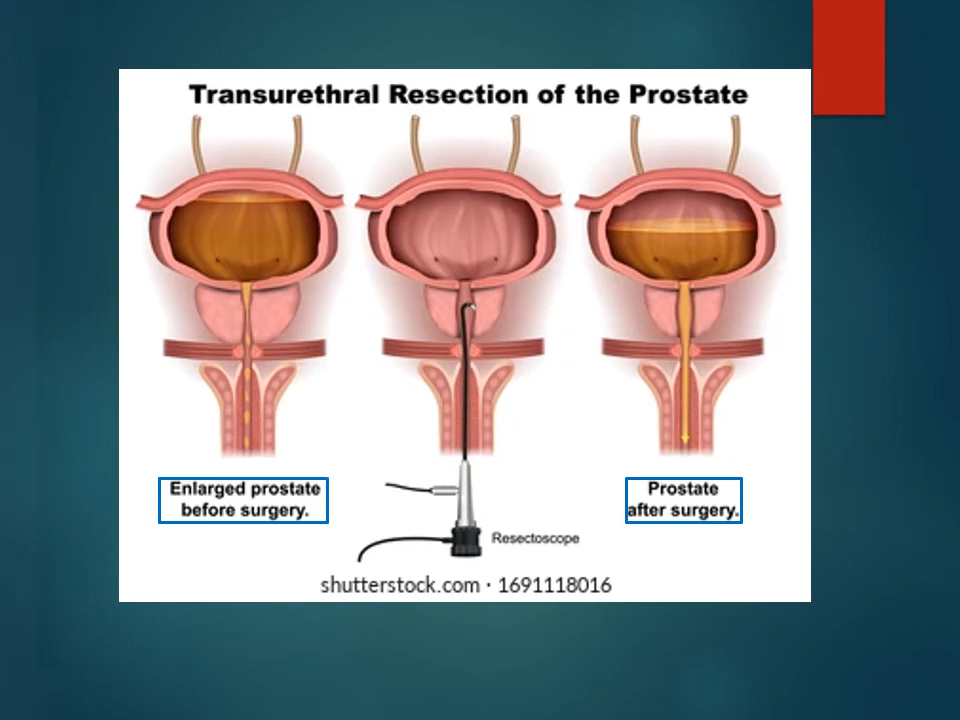 Transurethral Resection of the Prostate
Enlarged prostate
before surgery.
Prostate
after surgery.
Resectoscope
shutterstock.com · 1691118016